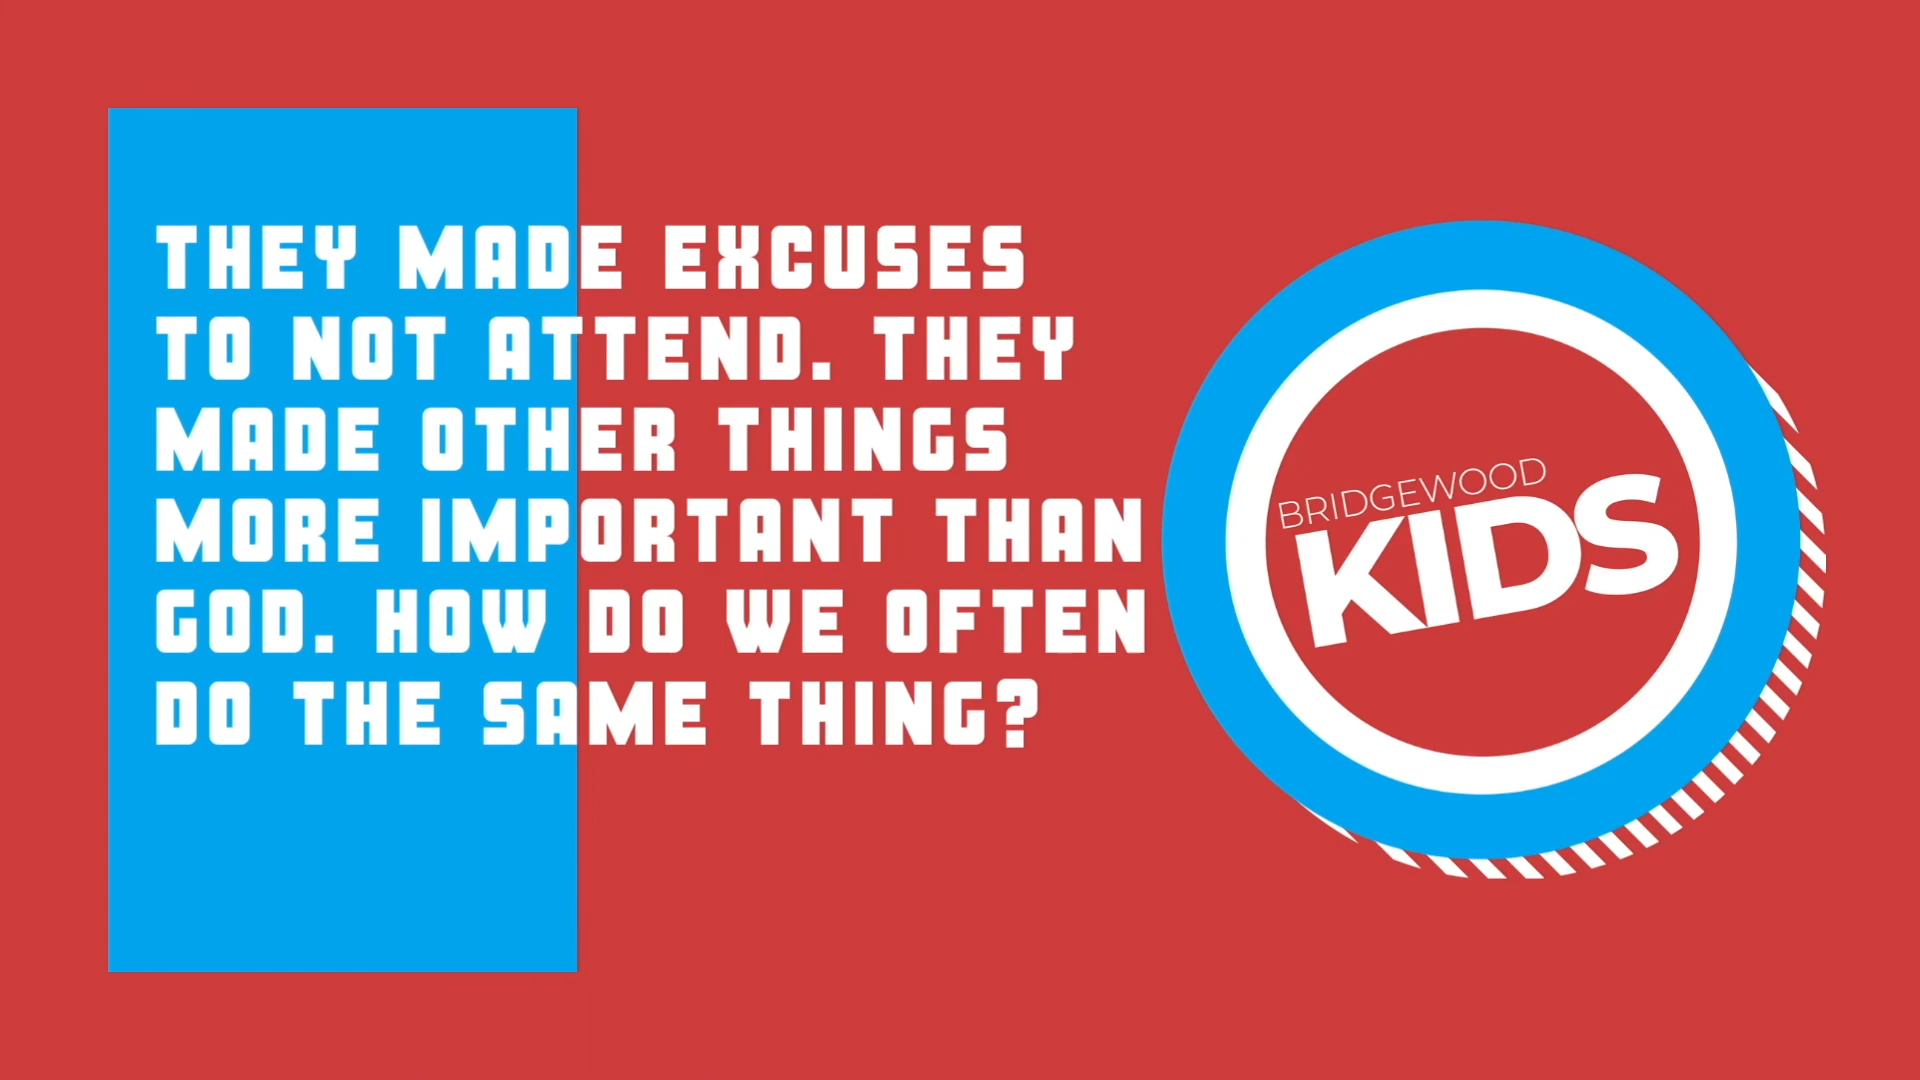 THEY MADE EXCUSES
TO NOT ATTEND. THEY
MADE OTHER THINGS
MORE IMPORTANT THAN
GOD. HOW DO WE OFTEN
DO THE SAME THING?
BRIDGEWOOD
KIDS